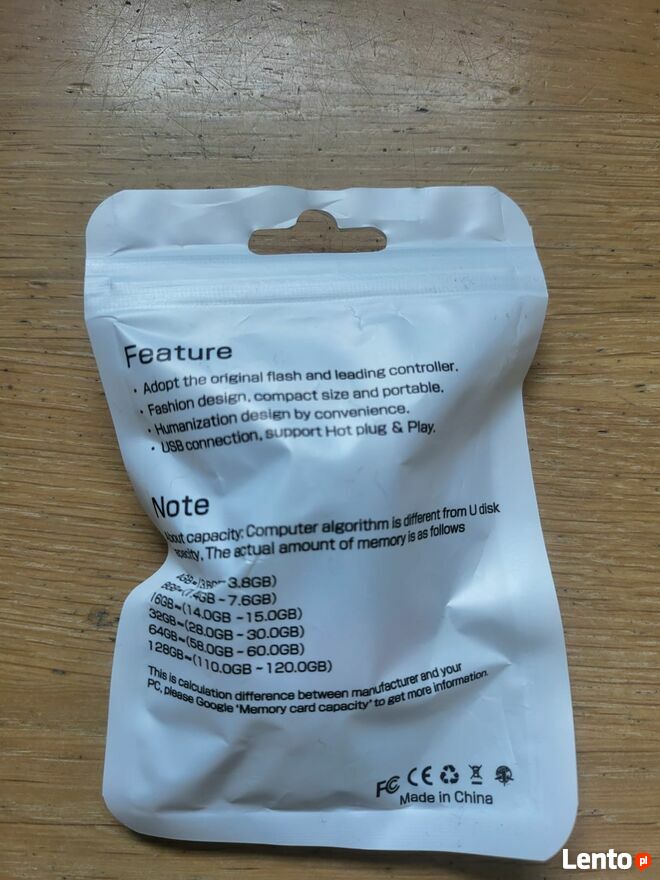 Feature
· Adopt the original flash and leading controller.
· Fashion design, compact size and portable.
· Humanization design by convenience.
· USB connection, support Hot plug & Play.
Note
capacity: Computer algorithm is different from U disk
The actual amount of memory is as follows
3.8GB)
7.6GB)
16GB=(14.0GB ~ 15.0GB)
32GB=(28.0GB ~ 30.0GB)
64GB=(58.0GB ~ 60.0GB)
128GB=(110.0GB ~ 120.0GB)
This is calculation difference between manufacturer and your
PC, please Google "Memory card capacity" to get more information.
FC CE
Made in China
Lento pl